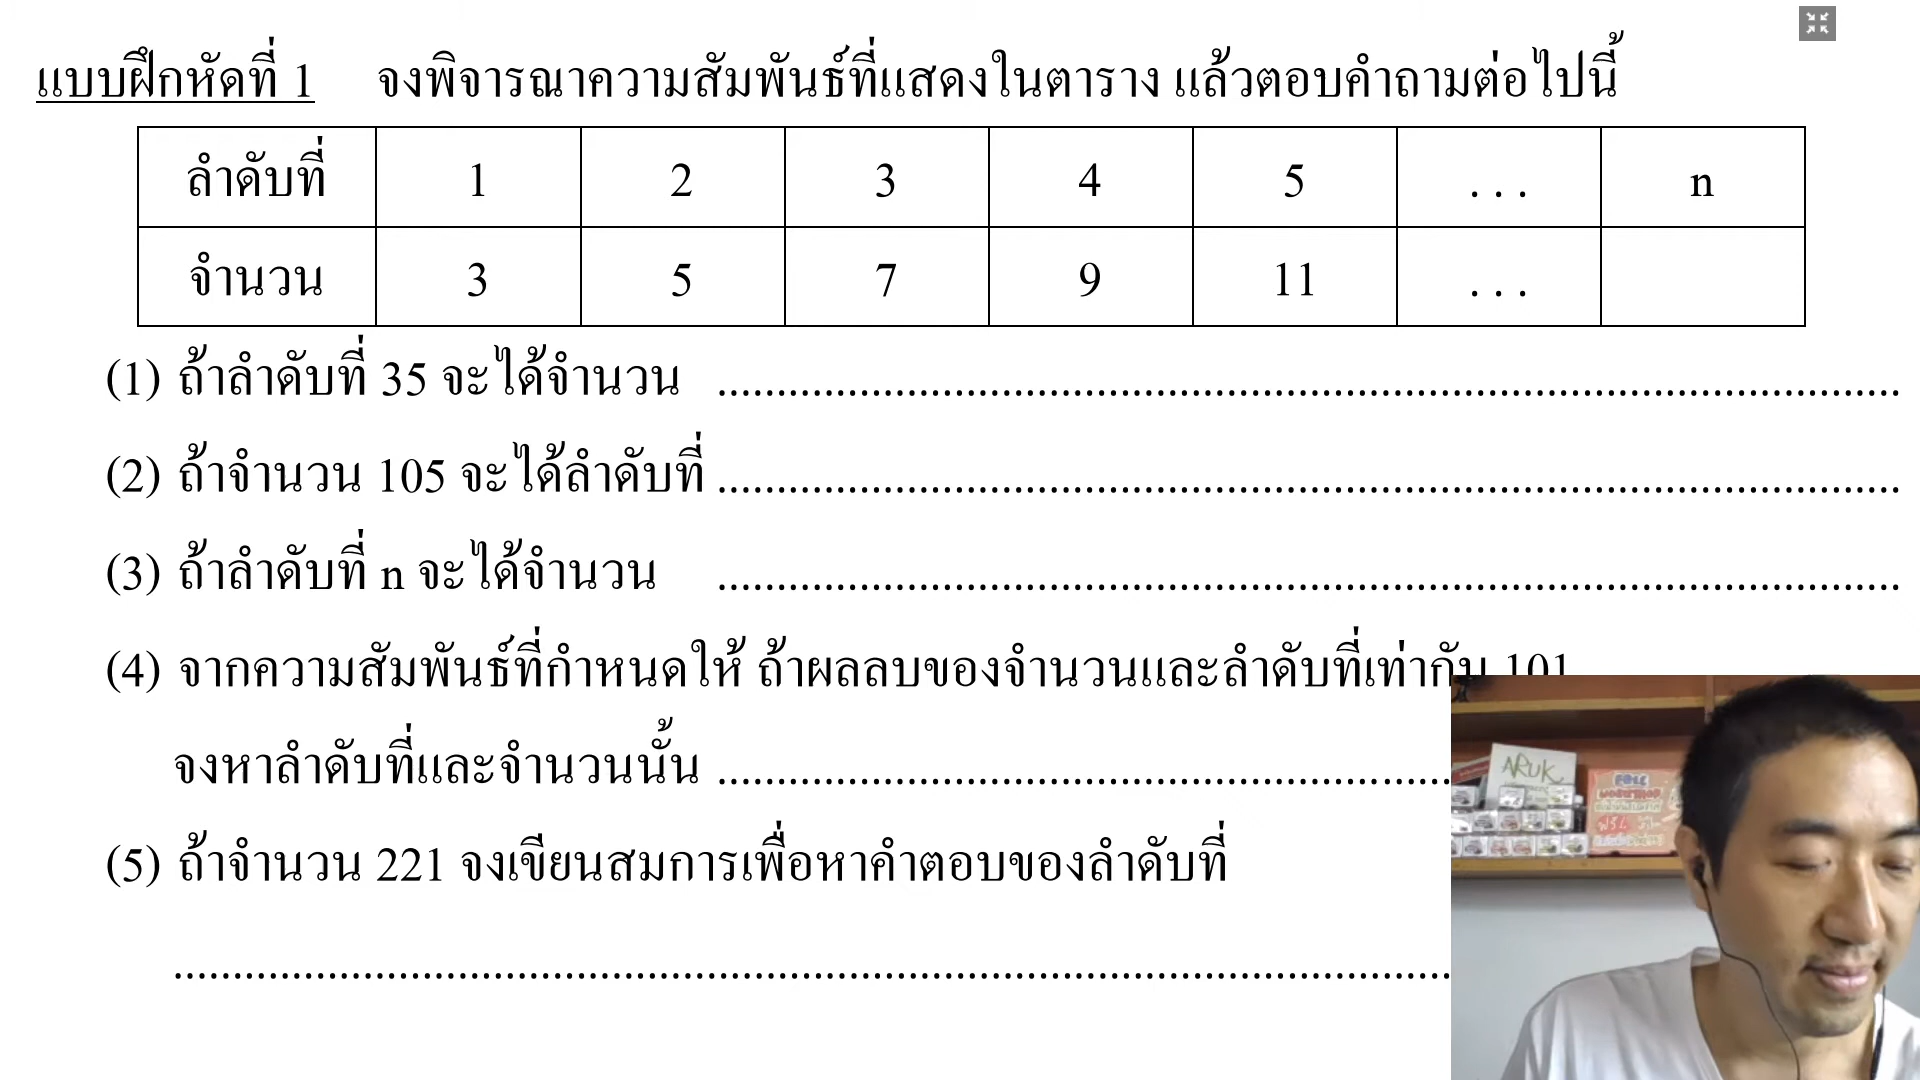 แบบฝึกหัดที่ 1 จงพิจารณาความสัมพันธ์ที่แสดงในตาราง แล้วตอบคำถามต่อไปนี้
ลำดับที่ 1 2 3 4 5 . . . n
จำนวน 3 5 7 9 11 . . .
(1) ถ้าลำดับที่ 35 จะได้จำนวน ....................
(2) ถ้าจำนวน 105 จะได้ลำดับที่ ....................
(3) ถ้าลำดับที่ n จะได้จำนวน ....................
(4) จากความสัมพันธ์ที่กำหนดให้ ถ้าผลลบของจำนวนและลำดับที่เท่ากับ 101
จงหาลำดับที่และจำนวนนั้น ....................
(5) ถ้าจำนวน 221 จงเขียนสมการเพื่อหาคำตอบของลำดับที่
....................
ARUK
WORKSHOP
ฟรี